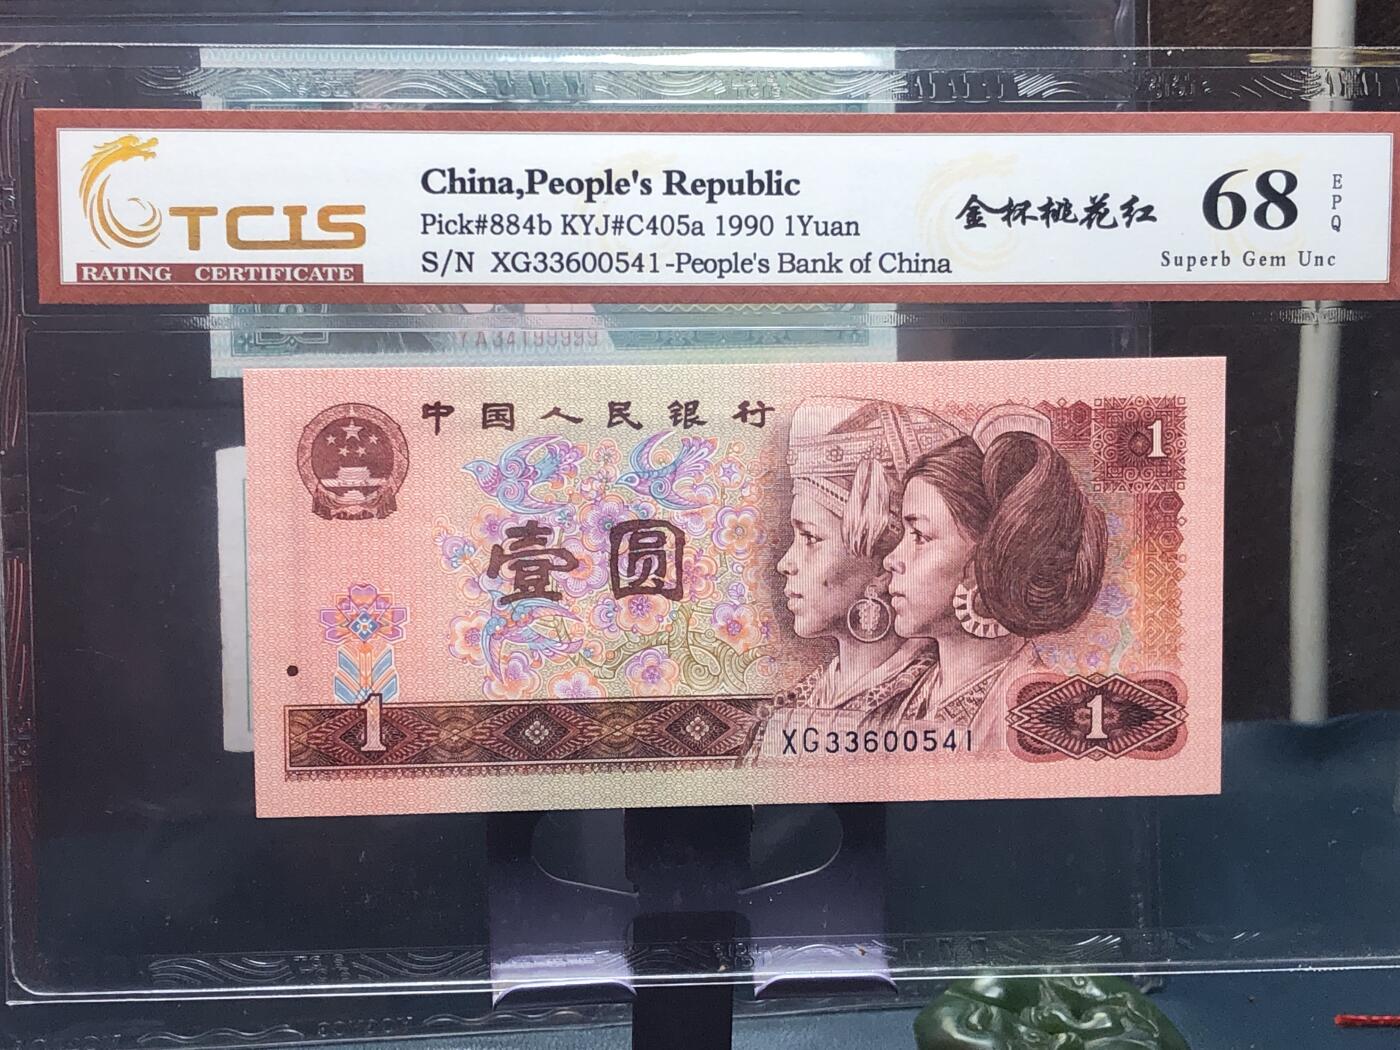 TCIS
RATING CERTIFICATE
China,People's Republic
Pick#884b KYJ#C405a 1990 1Yuan
S/N XG33600541-People's Bank of China
金杯桃花红
68
EPQ
Superb Gem Unc
YA34199999
中国人民银行
1
壹圆
1
1
XG33600541